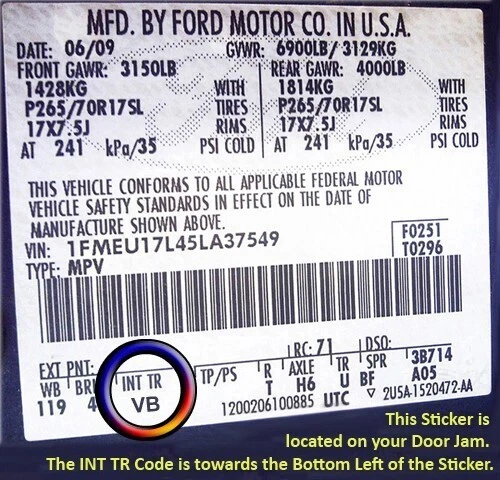 MFD. BY FORD MOTOR CO. IN U.S.A.
DATE: 06/09 GVWR: 6900LB/ 3129KG
FRONT GAWR: 3150LB REAR GAWR: 4000LB
1428KG WITH 1814KG WITH
P265/70R17SL TIRES P265/70R17SL TIRES
17X7.5J RIMS 17X7.5J RIMS
AT 241 kPa/35 PSI COLD AT 241 kPa/35 PSI COLD
THIS VEHICLE CONFORMS TO ALL APPLICABLE FEDERAL MOTOR
VEHICLE SAFETY STANDARDS IN EFFECT ON THE DATE OF
MANUFACTURE SHOWN ABOVE.
VIN: 1FMEU17L45LA37549 F0251
TYPE: MPV T0296
EXT PNT: RC: 71 DSO:
WB BRK INT TR TP/PS R AXLE TR SPR 3B714
119 4 VB T H6 U BF A05
1200206100885 UTC ▽ 2U5A-1520472-AA
This Sticker is
located on your Door Jam.
The INT TR Code is towards the Bottom Left of the Sticker.